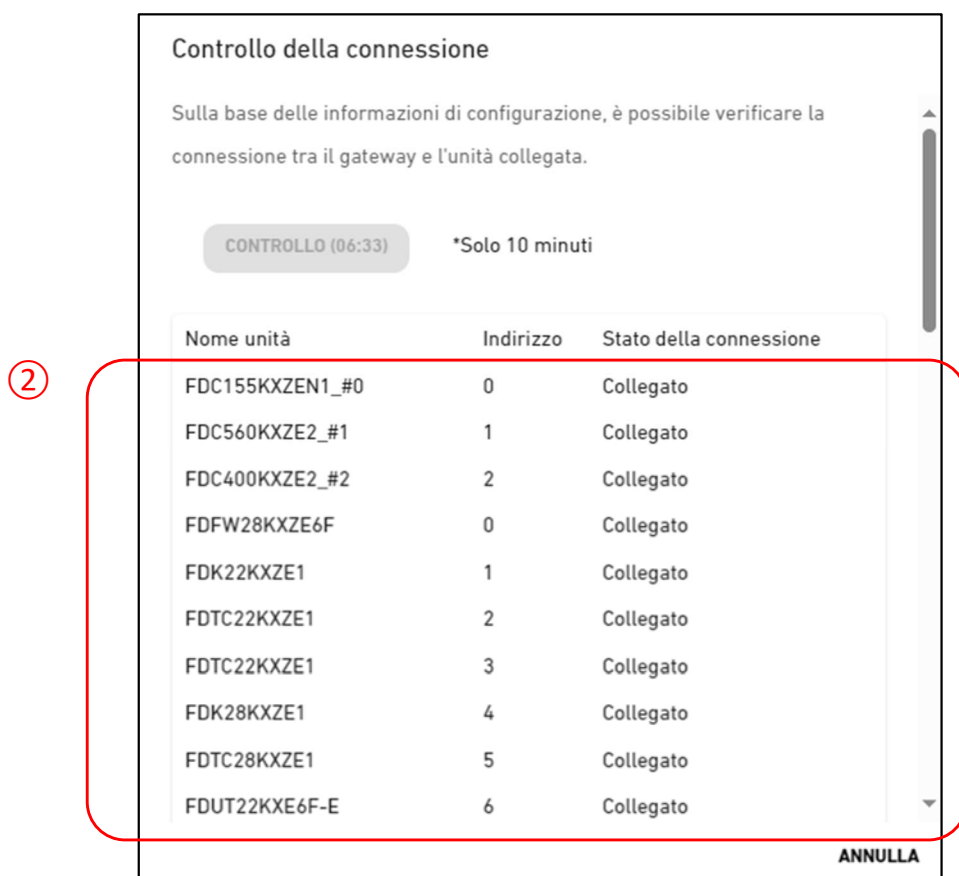 Controllo della connessione
Sulla base delle informazioni di configurazione, è possibile verificare la
connessione tra il gateway e l'unità collegata.
CONTROLLO (06:33) *Solo 10 minuti
Nome unità Indirizzo Stato della connessione
②
FDC155KXZEN1_#0 0 Collegato
FDC560KXZE2_#1 1 Collegato
FDC400KXZE2_#2 2 Collegato
FDFW28KXZE6F 0 Collegato
FDK22KXZE1 1 Collegato
FDTC22KXZE1 2 Collegato
FDTC22KXZE1 3 Collegato
FDK28KXZE1 4 Collegato
FDTC28KXZE1 5 Collegato
FDUT22KXE6F-E 6 Collegato
ANNULLA